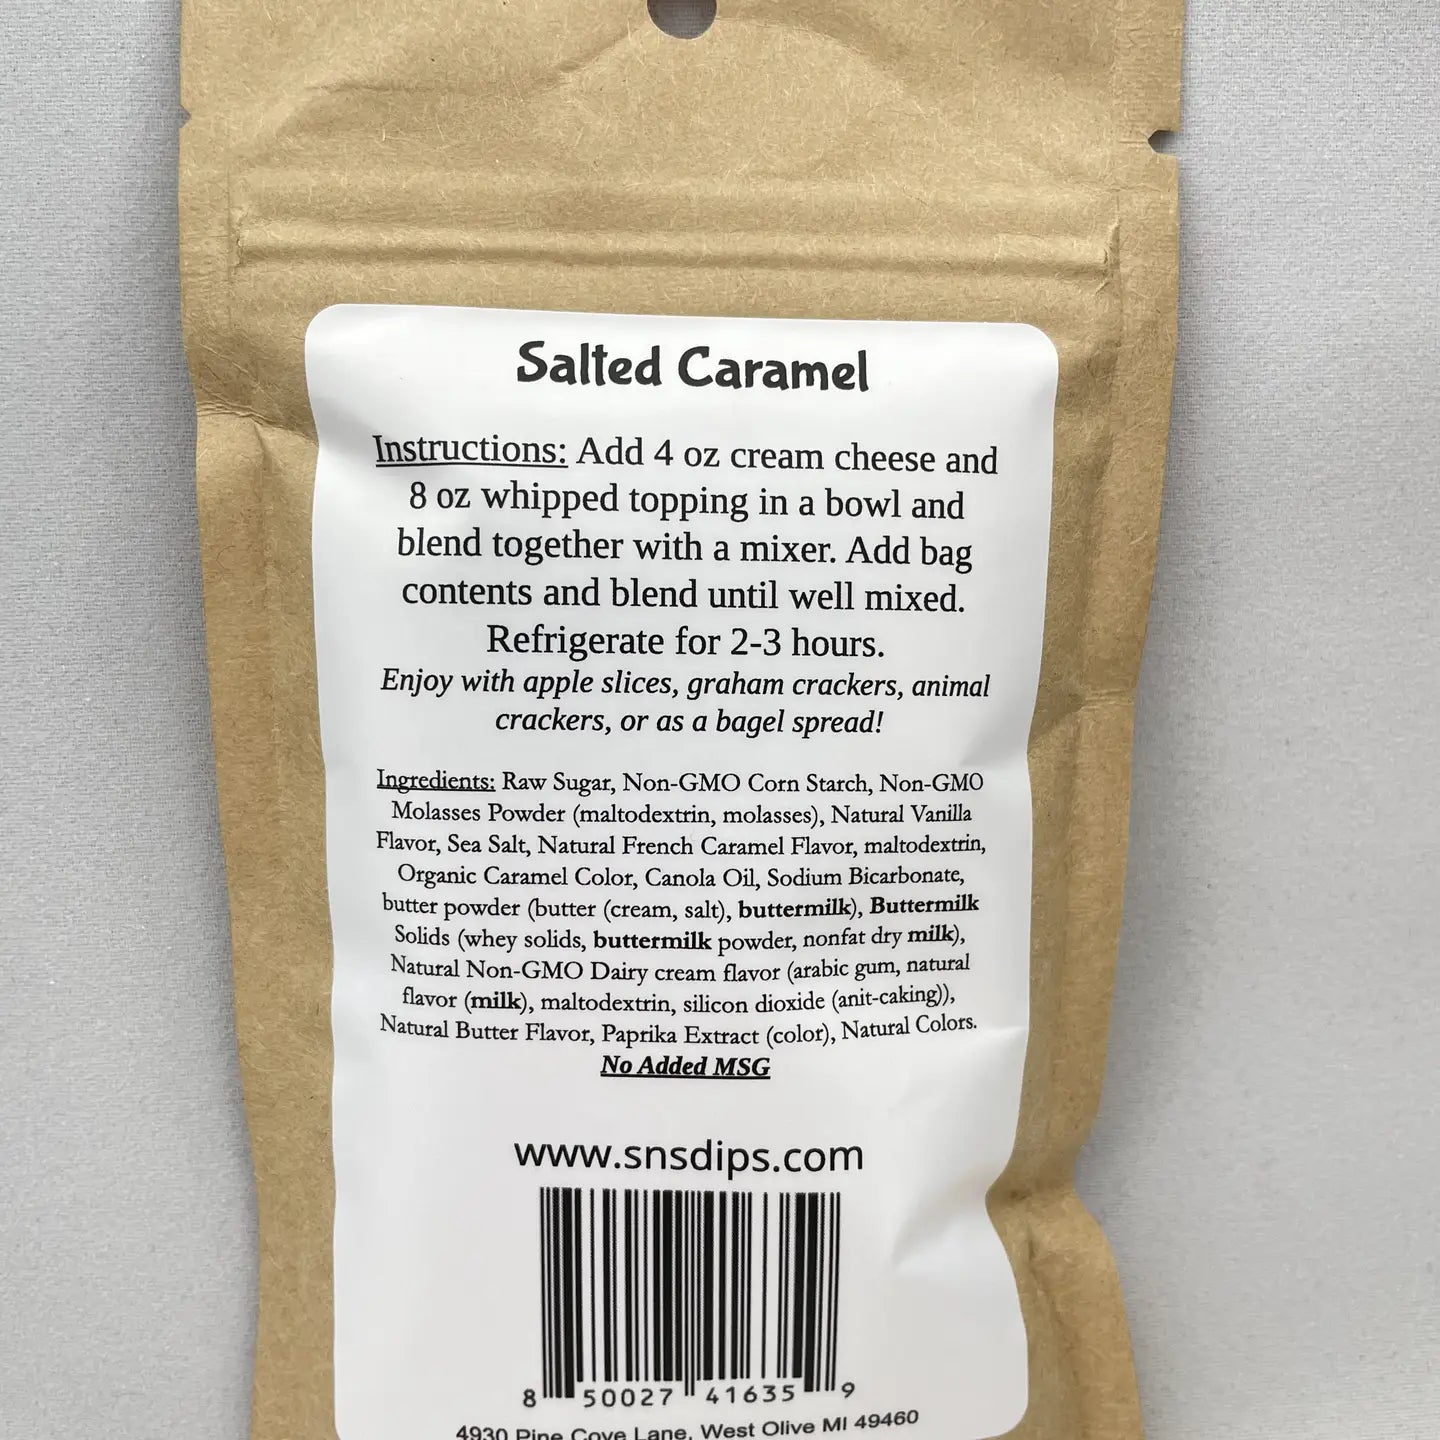 Salted Caramel
Instructions: Add 4 oz cream cheese and
8 oz whipped topping in a bowl and
blend together with a mixer. Add bag
contents and blend until well mixed.
Refrigerate for 2-3 hours.
Enjoy with apple slices, graham crackers, animal
crackers, or as a bagel spread!
Ingredients: Raw Sugar, Non-GMO Corn Starch, Non-GMO
Molasses Powder (maltodextrin, molasses), Natural Vanilla
Flavor, Sea Salt, Natural French Caramel Flavor, maltodextrin,
Organic Caramel Color, Canola Oil, Sodium Bicarbonate,
butter powder (butter (cream, salt), buttermilk), Buttermilk
Solids (whey solids, buttermilk powder, nonfat dry milk),
Natural Non-GMO Dairy cream flavor (arabic gum, natural
flavor (milk), maltodextrin, silicon dioxide (anit-caking)),
Natural Butter Flavor, Paprika Extract (color), Natural Colors.
No Added MSG
www.snsdips.com
8 50027 41635 9
4930 Pine Cove Lane, West Olive MI 49460